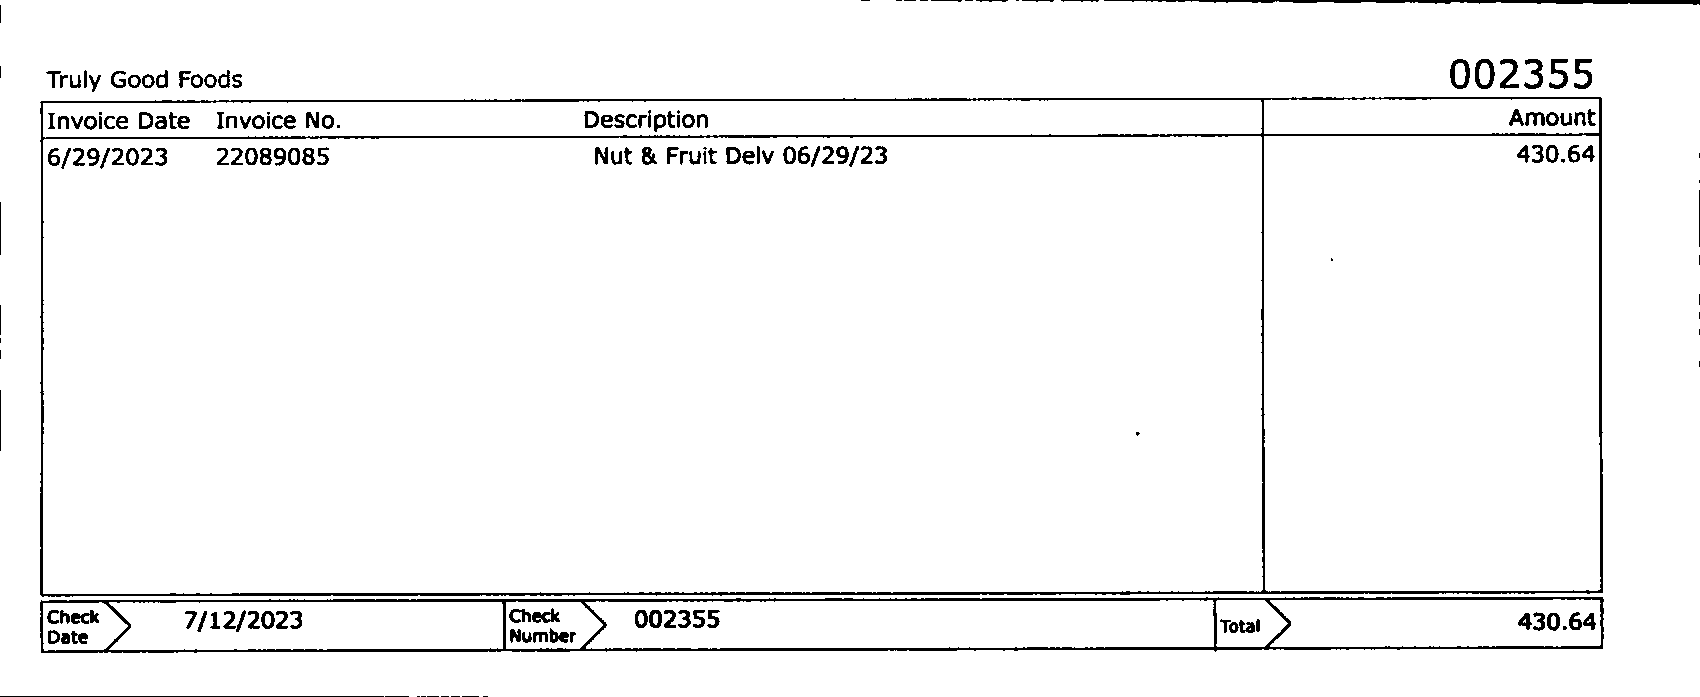 Truly Good Foods 002355
Invoice Date Invoice No. Description Amount
6/29/2023 22089085 Nut & Fruit Delv 06/29/23 430.64
Check Date 7/12/2023 Check Number 002355 Total 430.64